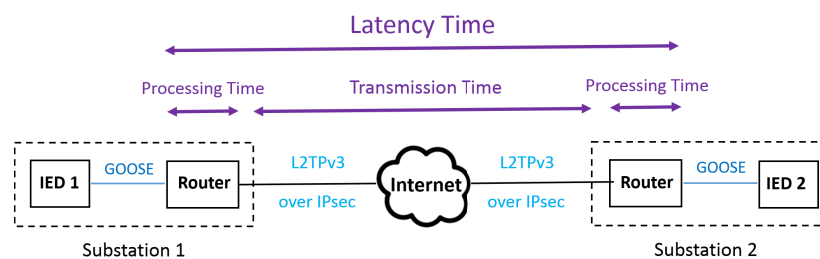 Latency Time
Processing Time
Transmission Time
Processing Time
IED 1
GOOSE
Router
L2TPv3
over IPsec
Internet
L2TPv3
over IPsec
Router
GOOSE
IED 2
Substation 1
Substation 2